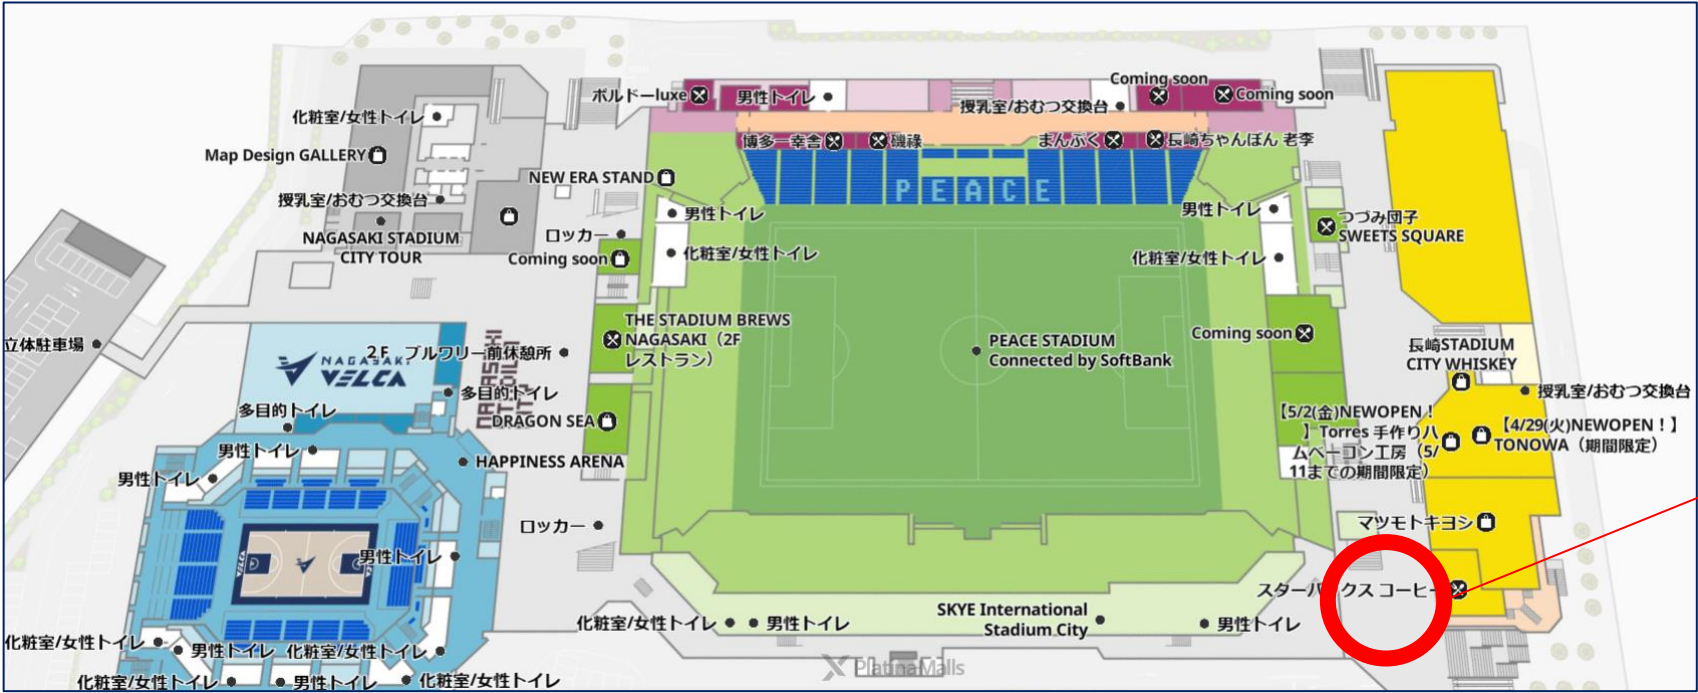 ボルドーluxe
男性トイレ
Coming soon
Coming soon
授乳室/おむつ交換台
化粧室/女性トイレ
Map Design GALLERY
博多一幸舎
磯祿
まんぷく
長崎ちゃんぽん 老李
NEW ERA STAND
PEACE
授乳室/おむつ交換台
男性トイレ
男性トイレ
つづみ団子
SWEETS SQUARE
NAGASAKI STADIUM
CITY TOUR
ロッカー
Coming soon
化粧室/女性トイレ
化粧室/女性トイレ
THE STADIUM BREWS
NAGASAKI（2F
レストラン）
Coming soon
PEACE STADIUM
Connected by SoftBank
立体駐車場
NAGASAKI
VELCA
2F ブルワリー前休憩所
長崎STADIUM
CITY WHISKEY
授乳室/おむつ交換台
多目的トイレ
多目的トイレ
DRAGON SEA
【5/2(金)NEWOPEN！
】Torres 手作りハ
ムベーコン工房（5/
11までの期間限定）
【4/29(火)NEWOPEN！】
TONOWA（期間限定）
男性トイレ
HAPPINESS ARENA
男性トイレ
ロッカー
マツモトキヨシ
男性トイレ
VELCA
スターバックス コーヒー
化粧室/女性トイレ
男性トイレ
SKYE International
Stadium City
男性トイレ
化粧室/女性トイレ
男性トイレ
化粧室/女性トイレ
PlatinaMalls
化粧室/女性トイレ
男性トイレ
化粧室/女性トイレ